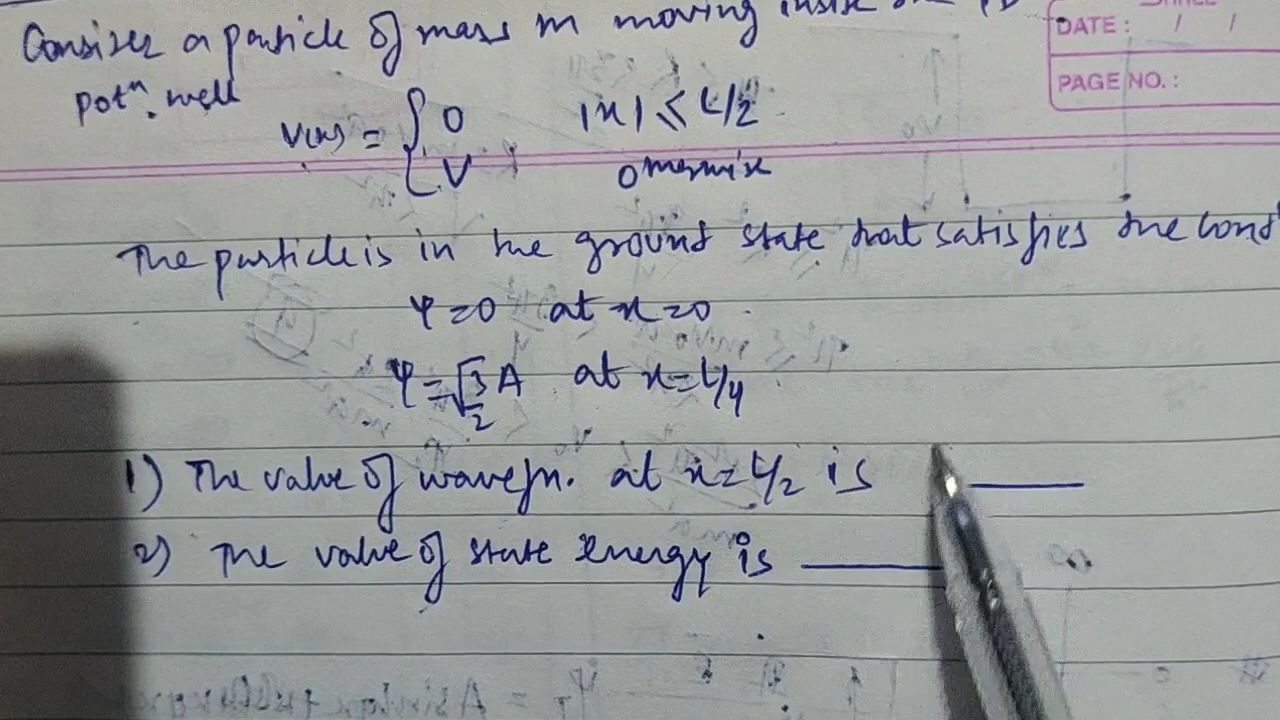 Consider a particle of mass m moving inside
DATE: / /
PAGE NO.:
potn. well
V(x) = { 0 |x| ≤ L/2
V otherwise
The particle is in the ground state that satisfies the cond
ψ=0 at x=0
ψ=√3/2 A at x=L/4
1) The value of wavefn. at x=L/2 is
2) The value of state energy is